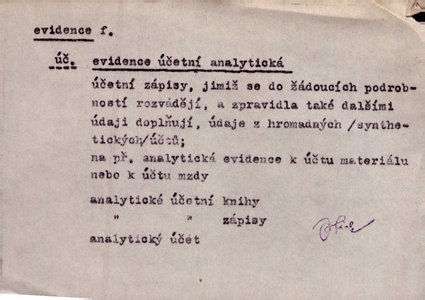 evidence f.
úč. evidence účetní analytická
účetní zápisy, jimiž se do žádoucích podrob-
ností rozvádějí, a zpravidla také dalšími
údaji doplňují, údaje z hromadných /synthe-
tických/účtů;
na př. analytická evidence k účtu materiálu
nebo k účtu mzdy
analytické účetní knihy
" " zápisy
analytický účet